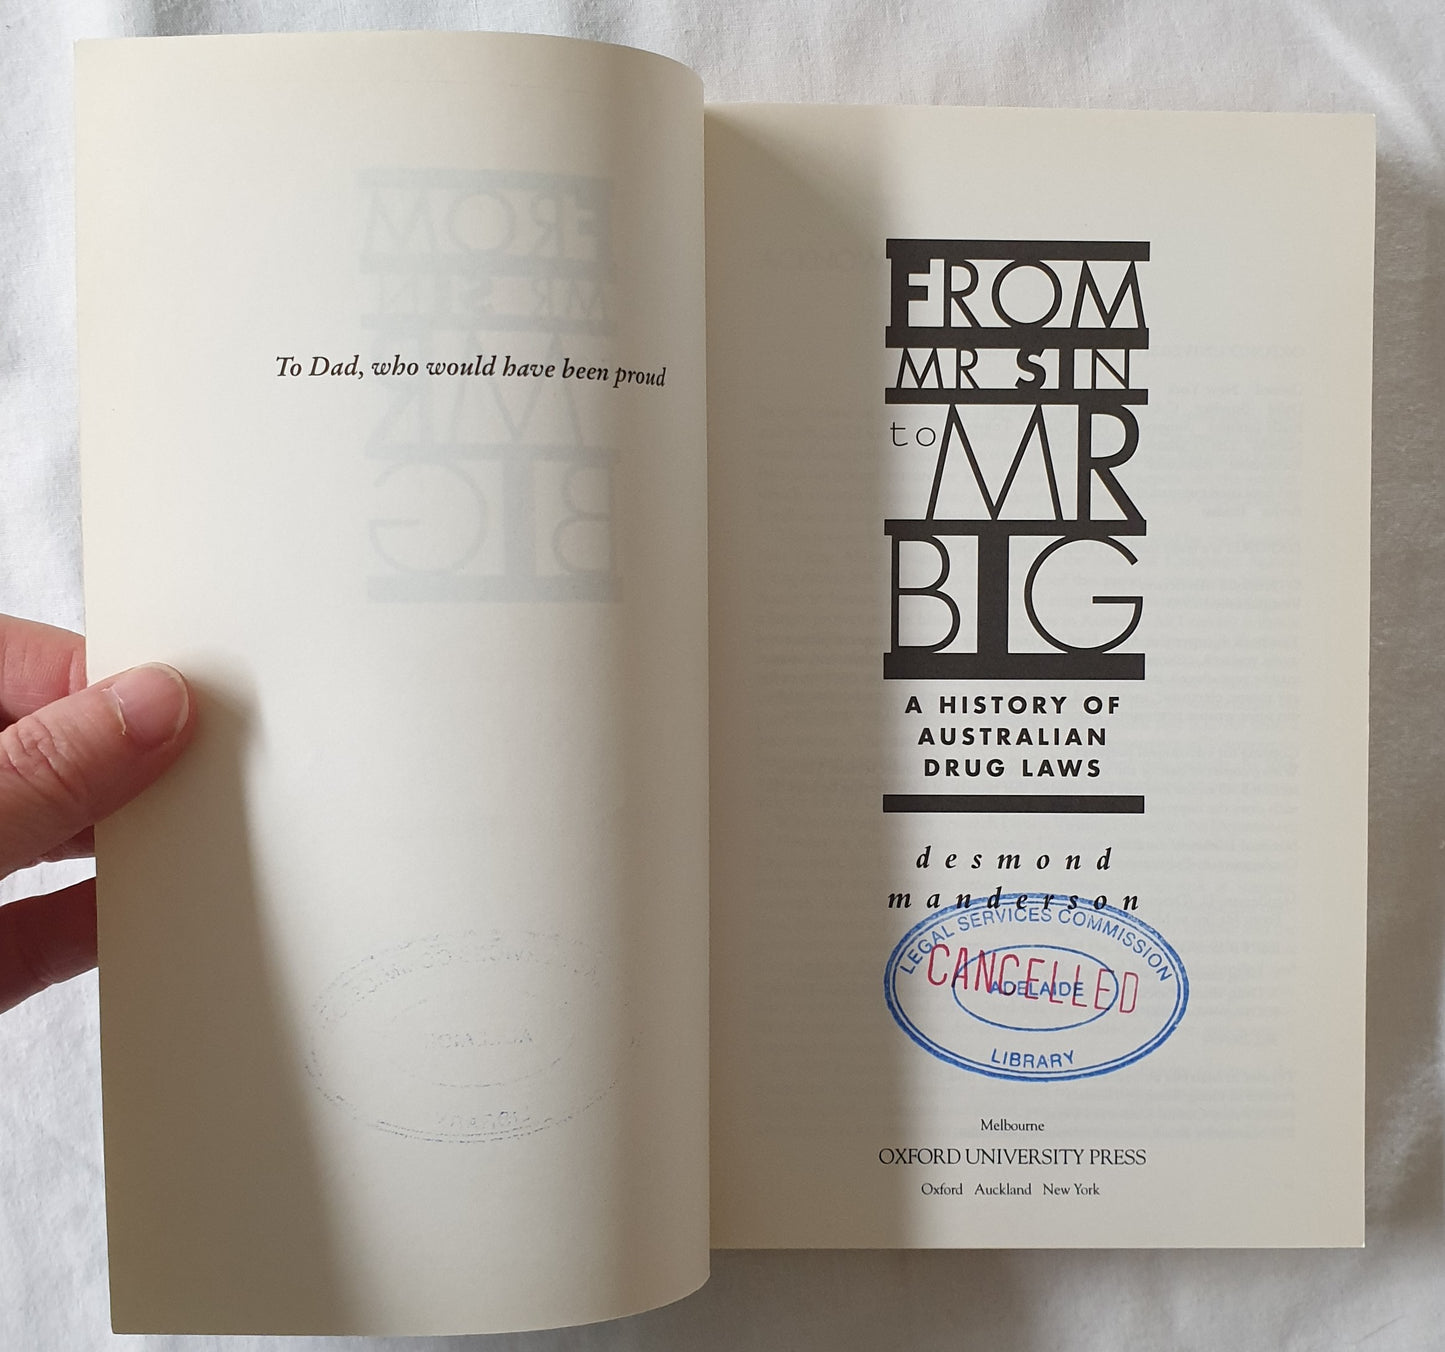 To Dad, who would have been proud
FROM
MR SIN
to MR
BIG
A HISTORY OF
AUSTRALIAN
DRUG LAWS
desmond
manderson
LEGAL SERVICES COMMISSION
CANCELLED
ADELAIDE
LIBRARY
Melbourne
OXFORD UNIVERSITY PRESS
Oxford Auckland New York